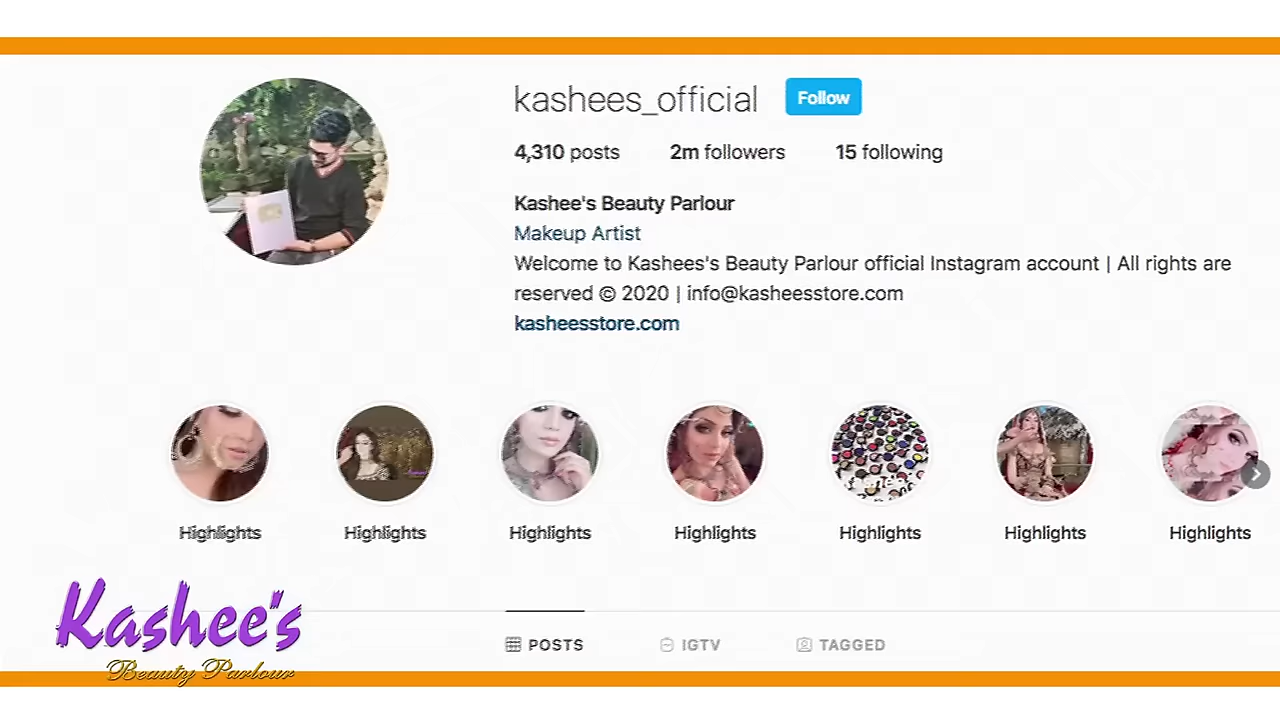 kashees_official Follow
4,310 posts 2m followers 15 following
Kashee's Beauty Parlour
Makeup Artist
Welcome to Kashees's Beauty Parlour official Instagram account | All rights are
reserved © 2020 | info@kasheesstore.com
kasheesstore.com
Highlights Highlights Highlights Highlights Highlights Highlights Highlights
POSTS IGTV TAGGED
Kashee's
Beauty Parlour